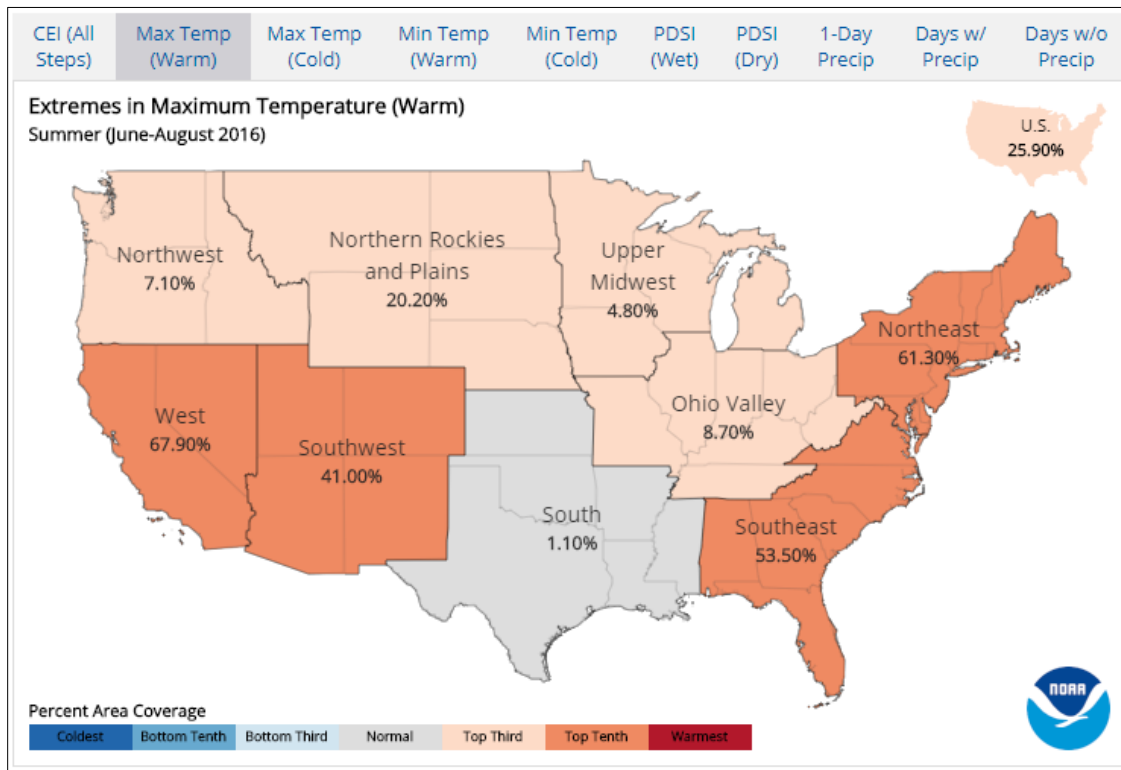 CEI (All Steps)
Max Temp (Warm)
Max Temp (Cold)
Min Temp (Warm)
Min Temp (Cold)
PDSI (Wet)
PDSI (Dry)
1-Day Precip
Days w/ Precip
Days w/o Precip
Extremes in Maximum Temperature (Warm)
Summer (June-August 2016)
U.S.
25.90%
Northwest
7.10%
Northern Rockies
and Plains
20.20%
Upper
Midwest
4.80%
Northeast
61.30%
West
67.90%
Southwest
41.00%
Ohio Valley
8.70%
South
1.10%
Southeast
53.50%
Percent Area Coverage
Coldest
Bottom Tenth
Bottom Third
Normal
Top Third
Top Tenth
Warmest
NOAA